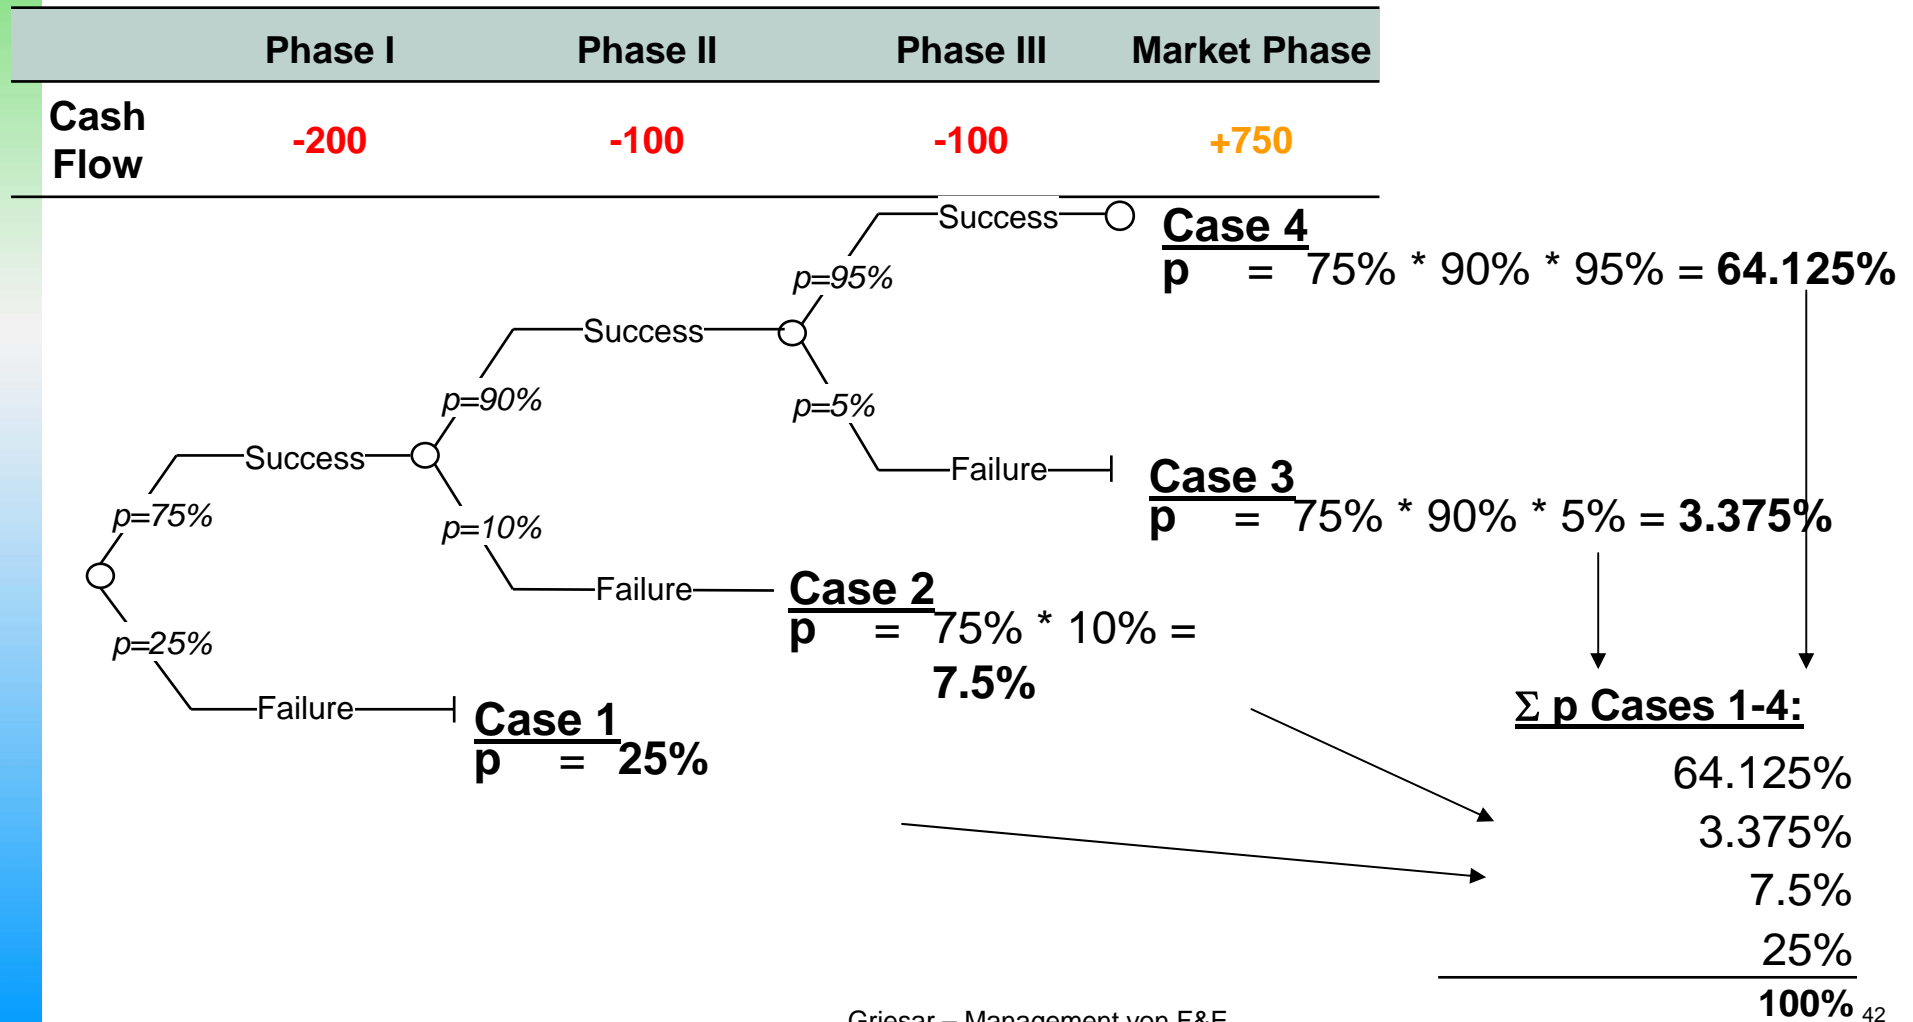 Phase I Phase II Phase III Market Phase
Cash
Flow
-200 -100 -100 +750
Success
Case 4
p = 75% * 90% * 95% = 64.125%
p=95%
Success
p=90%
p=5%
Success
Failure
Case 3
p = 75% * 90% * 5% = 3.375%
p=75%
p=10%
Failure
Case 2
p = 75% * 10% =
7.5%
p=25%
Failure
Case 1
p = 25%
Σ p Cases 1-4:
64.125%
3.375%
7.5%
25%
100%
Griesar – Management von F&E
42